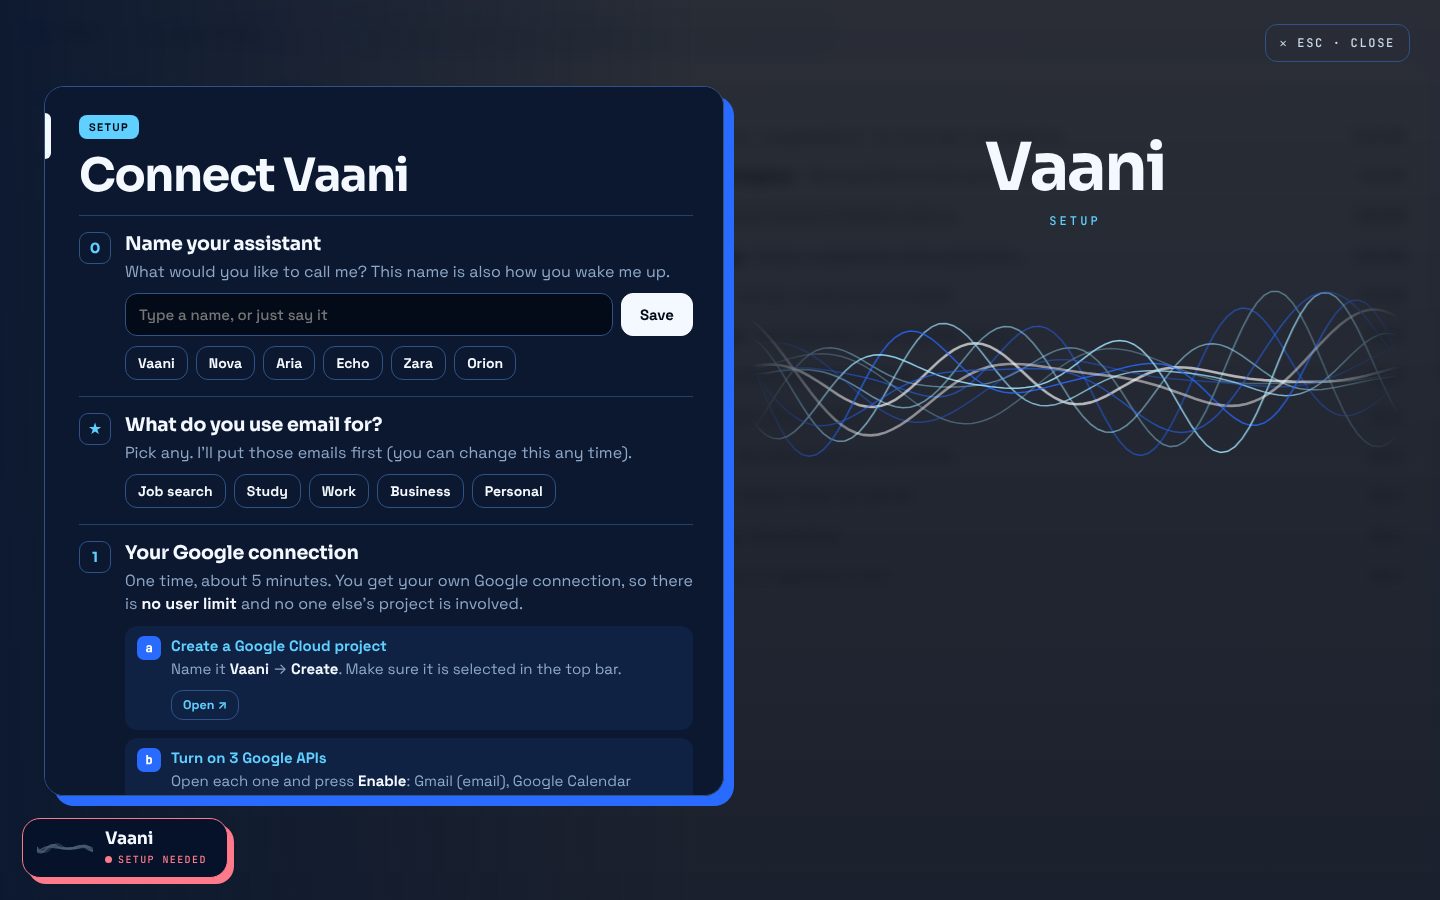 × ESC · CLOSE
SETUP
Connect Vaani
0
Name your assistant
What would you like to call me? This name is also how you wake me up.
Type a name, or just say it
Save
Vaani
Nova
Aria
Echo
Zara
Orion
★
What do you use email for?
Pick any. I'll put those emails first (you can change this any time).
Job search
Study
Work
Business
Personal
1
Your Google connection
One time, about 5 minutes. You get your own Google connection, so there
is no user limit and no one else's project is involved.
a
Create a Google Cloud project
Name it Vaani → Create. Make sure it is selected in the top bar.
Open ↗
b
Turn on 3 Google APIs
Open each one and press Enable: Gmail (email), Google Calendar
Vaani
SETUP
Vaani
SETUP NEEDED